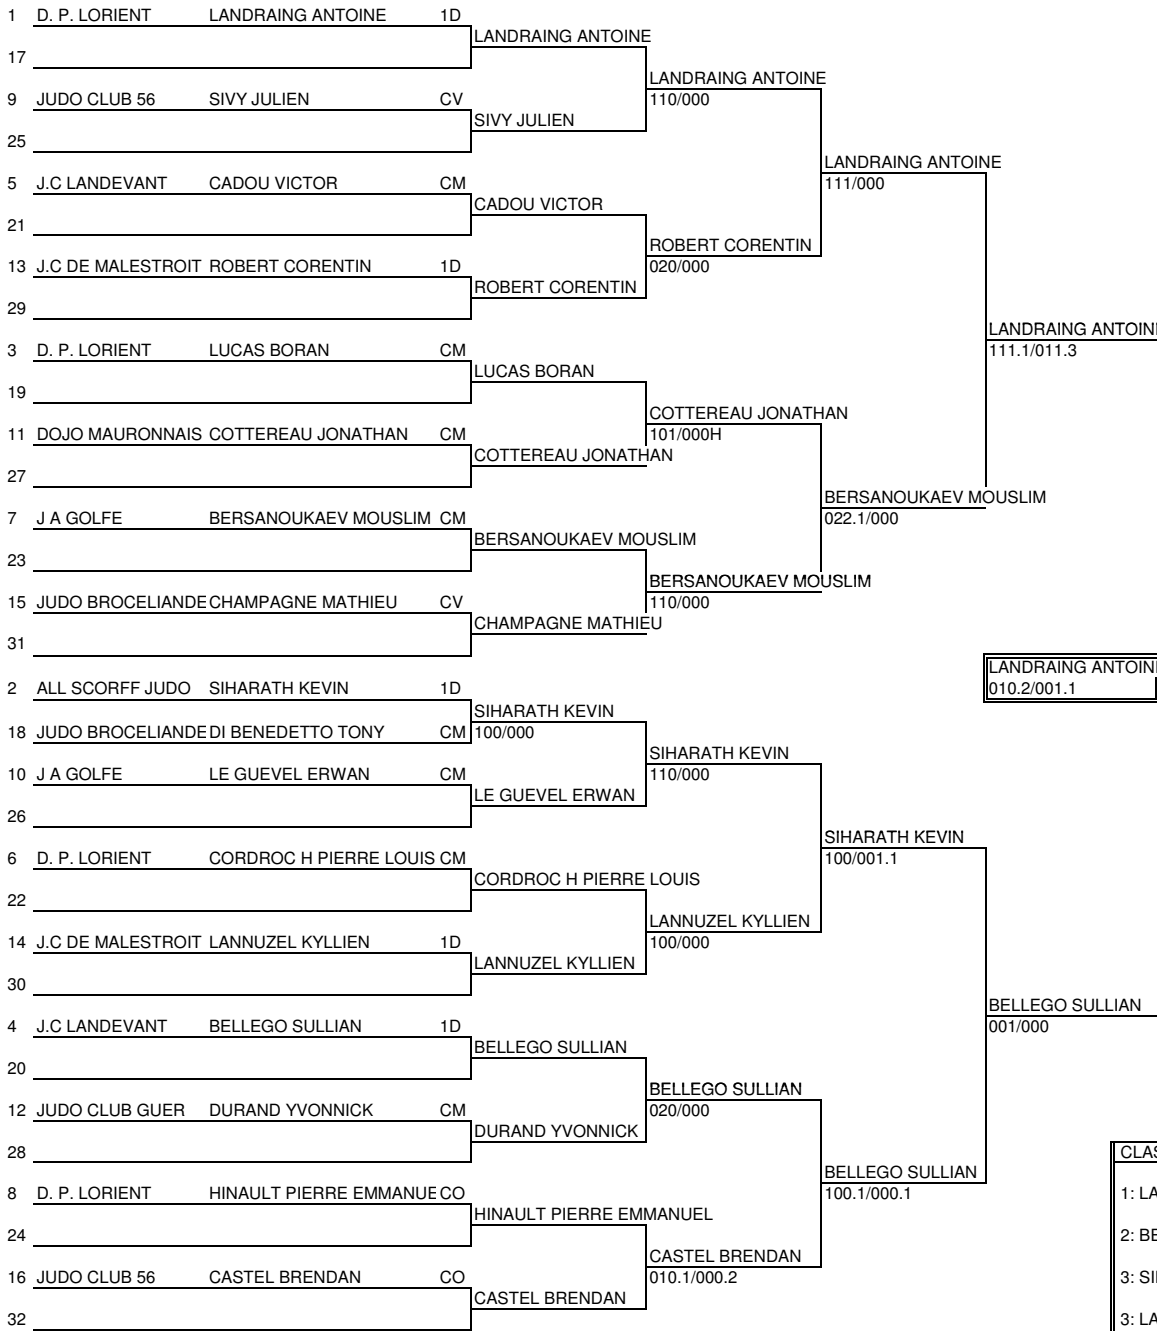 1 D. P. LORIENT LANDRAING ANTOINE 1D
LANDRAING ANTOINE
17
LANDRAING ANTOINE
110/000
9 JUDO CLUB 56 SIVY JULIEN CV
SIVY JULIEN
25
LANDRAING ANTOINE
111/000
5 J.C LANDEVANT CADOU VICTOR CM
CADOU VICTOR
21
ROBERT CORENTIN
020/000
13 J.C DE MALESTROIT ROBERT CORENTIN 1D
ROBERT CORENTIN
29
LANDRAING ANTOINE
111.1/011.3
3 D. P. LORIENT LUCAS BORAN CM
LUCAS BORAN
19
COTTEREAU JONATHAN
101/000H
11 DOJO MAURONNAIS COTTEREAU JONATHAN CM
COTTEREAU JONATHAN
27
BERSANOUKAEV MOUSLIM
022.1/000
7 J A GOLFE BERSANOUKAEV MOUSLIM CM
BERSANOUKAEV MOUSLIM
23
BERSANOUKAEV MOUSLIM
110/000
15 JUDO BROCELIANDE CHAMPAGNE MATHIEU CV
CHAMPAGNE MATHIEU
31
LANDRAING ANTOINE
010.2/001.1
2 ALL SCORFF JUDO SIHARATH KEVIN 1D
SIHARATH KEVIN
100/000
18 JUDO BROCELIANDE DI BENEDETTO TONY CM
SIHARATH KEVIN
110/000
10 J A GOLFE LE GUEVEL ERWAN CM
LE GUEVEL ERWAN
26
SIHARATH KEVIN
100/001.1
6 D. P. LORIENT CORDROC H PIERRE LOUIS CM
CORDROC H PIERRE LOUIS
22
LANNUZEL KYLLIEN
100/000
14 J.C DE MALESTROIT LANNUZEL KYLLIEN 1D
LANNUZEL KYLLIEN
30
BELLEGO SULLIAN
001/000
4 J.C LANDEVANT BELLEGO SULLIAN 1D
BELLEGO SULLIAN
20
BELLEGO SULLIAN
020/000
12 JUDO CLUB GUER DURAND YVONNICK CM
DURAND YVONNICK
28
BELLEGO SULLIAN
100.1/000.1
8 D. P. LORIENT HINAULT PIERRE EMMANUE CO
HINAULT PIERRE EMMANUEL
24
CASTEL BRENDAN
010.1/000.2
16 JUDO CLUB 56 CASTEL BRENDAN CO
CASTEL BRENDAN
32
1:
2:
3:
3: